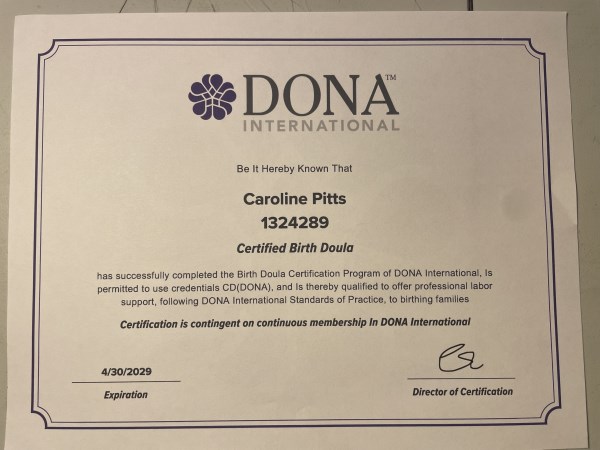 DONA™
INTERNATIONAL
Be It Hereby Known That
Caroline Pitts
1324289
Certified Birth Doula
has successfully completed the Birth Doula Certification Program of DONA International, Is
permitted to use credentials CD(DONA), and Is thereby qualified to offer professional labor
support, following DONA International Standards of Practice, to birthing families
Certification is contingent on continuous membership In DONA International
4/30/2029
Expiration
Director of Certification